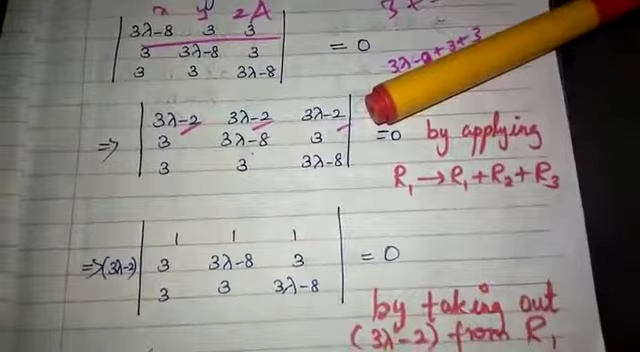 x y zA
3λ-8 3 3
3 3λ-8 3 = 0
3 3 3λ-8
3λ-8+3+3
3λ-2 3λ-2 3λ-2
⇒ 3 3λ-8 3 =0 by applying
3 3 3λ-8 R₁→R₁+R₂+R₃
1 1 1
⇒(3λ-2) 3 3λ-8 3 = 0
3 3 3λ-8
by taking out
(3λ-2) from R₁